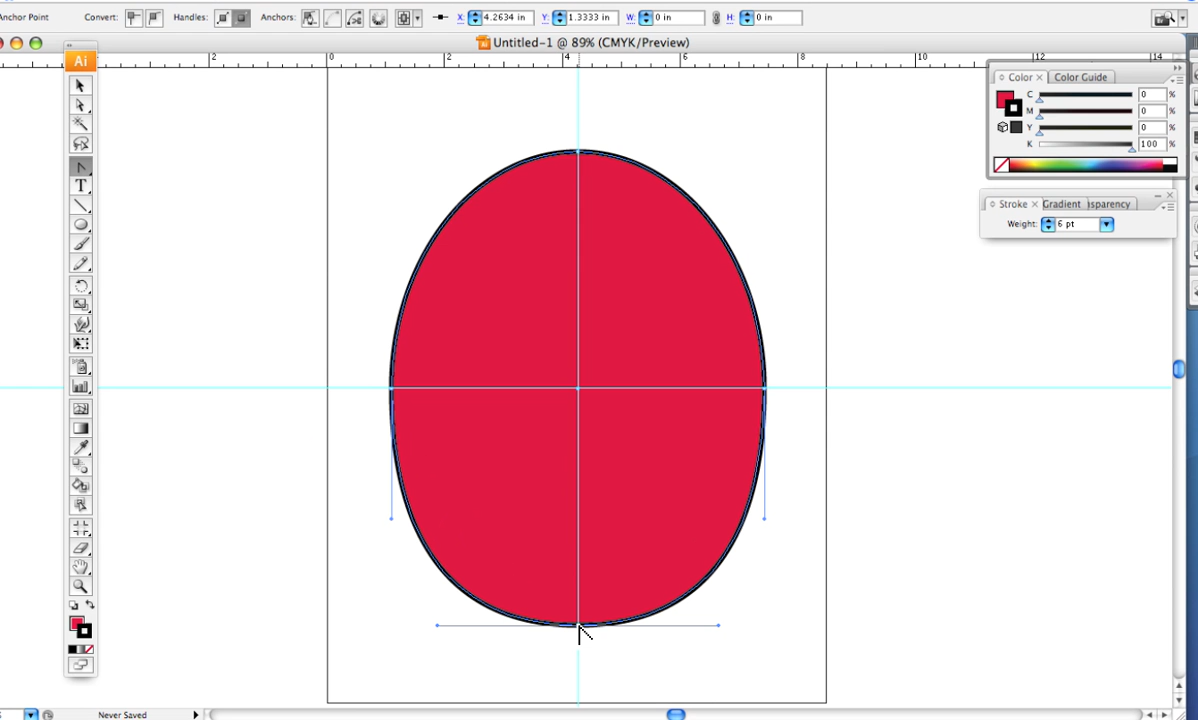 Anchor Point Convert: Handles: Anchors: X: 4.2634 in Y: 1.3333 in W: 0 in H: 0 in
Untitled-1 @ 89% (CMYK/Preview)
2 0 2 4 6 8 10 12 14
Ai
Color × Color Guide
C 0 %
M 0 %
Y 0 %
K 100 %
Stroke × Gradient sparency
Weight: 6 pt
T
Never Saved